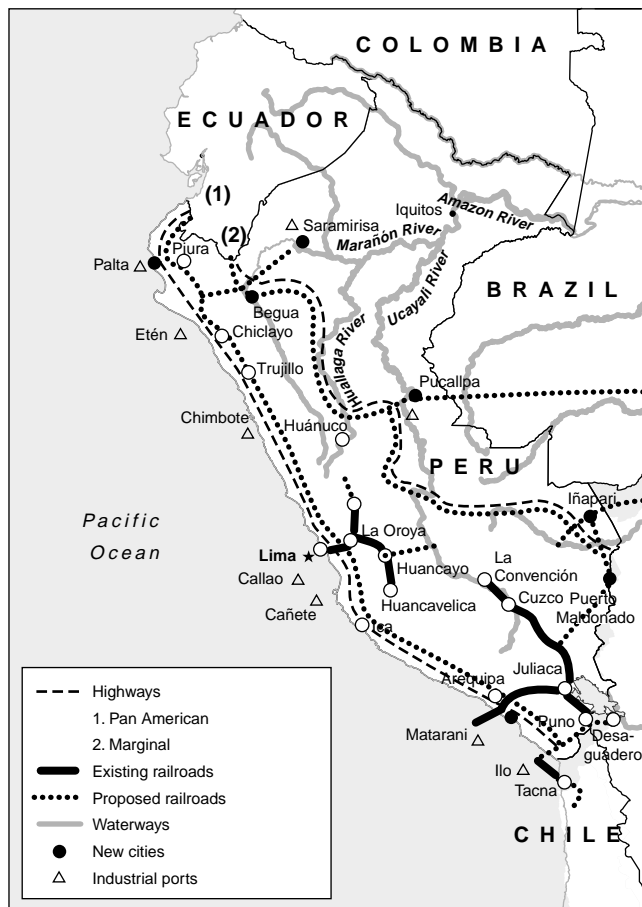 COLOMBIA
ECUADOR
(1)
Iquitos
Amazon River
(2)
Saramirisa
Marañón River
Piura
Palta
Ucayali River
BRAZIL
Begua
Etén
Chiclayo
Huallaga River
Trujillo
Pucallpa
Chimbote
Huánuco
PERU
Iñapari
Pacific
Ocean
La Oroya
Lima
Huancayo
La
Convención
Callao
Huancavelica
Cuzco
Puerto
Maldonado
Cañete
Ica
Juliaca
Arequipa
Puno
Desa-
guadero
Matarani
Ilo
Tacna
CHILE
Highways
1. Pan American
2. Marginal
Existing railroads
Proposed railroads
Waterways
New cities
Industrial ports